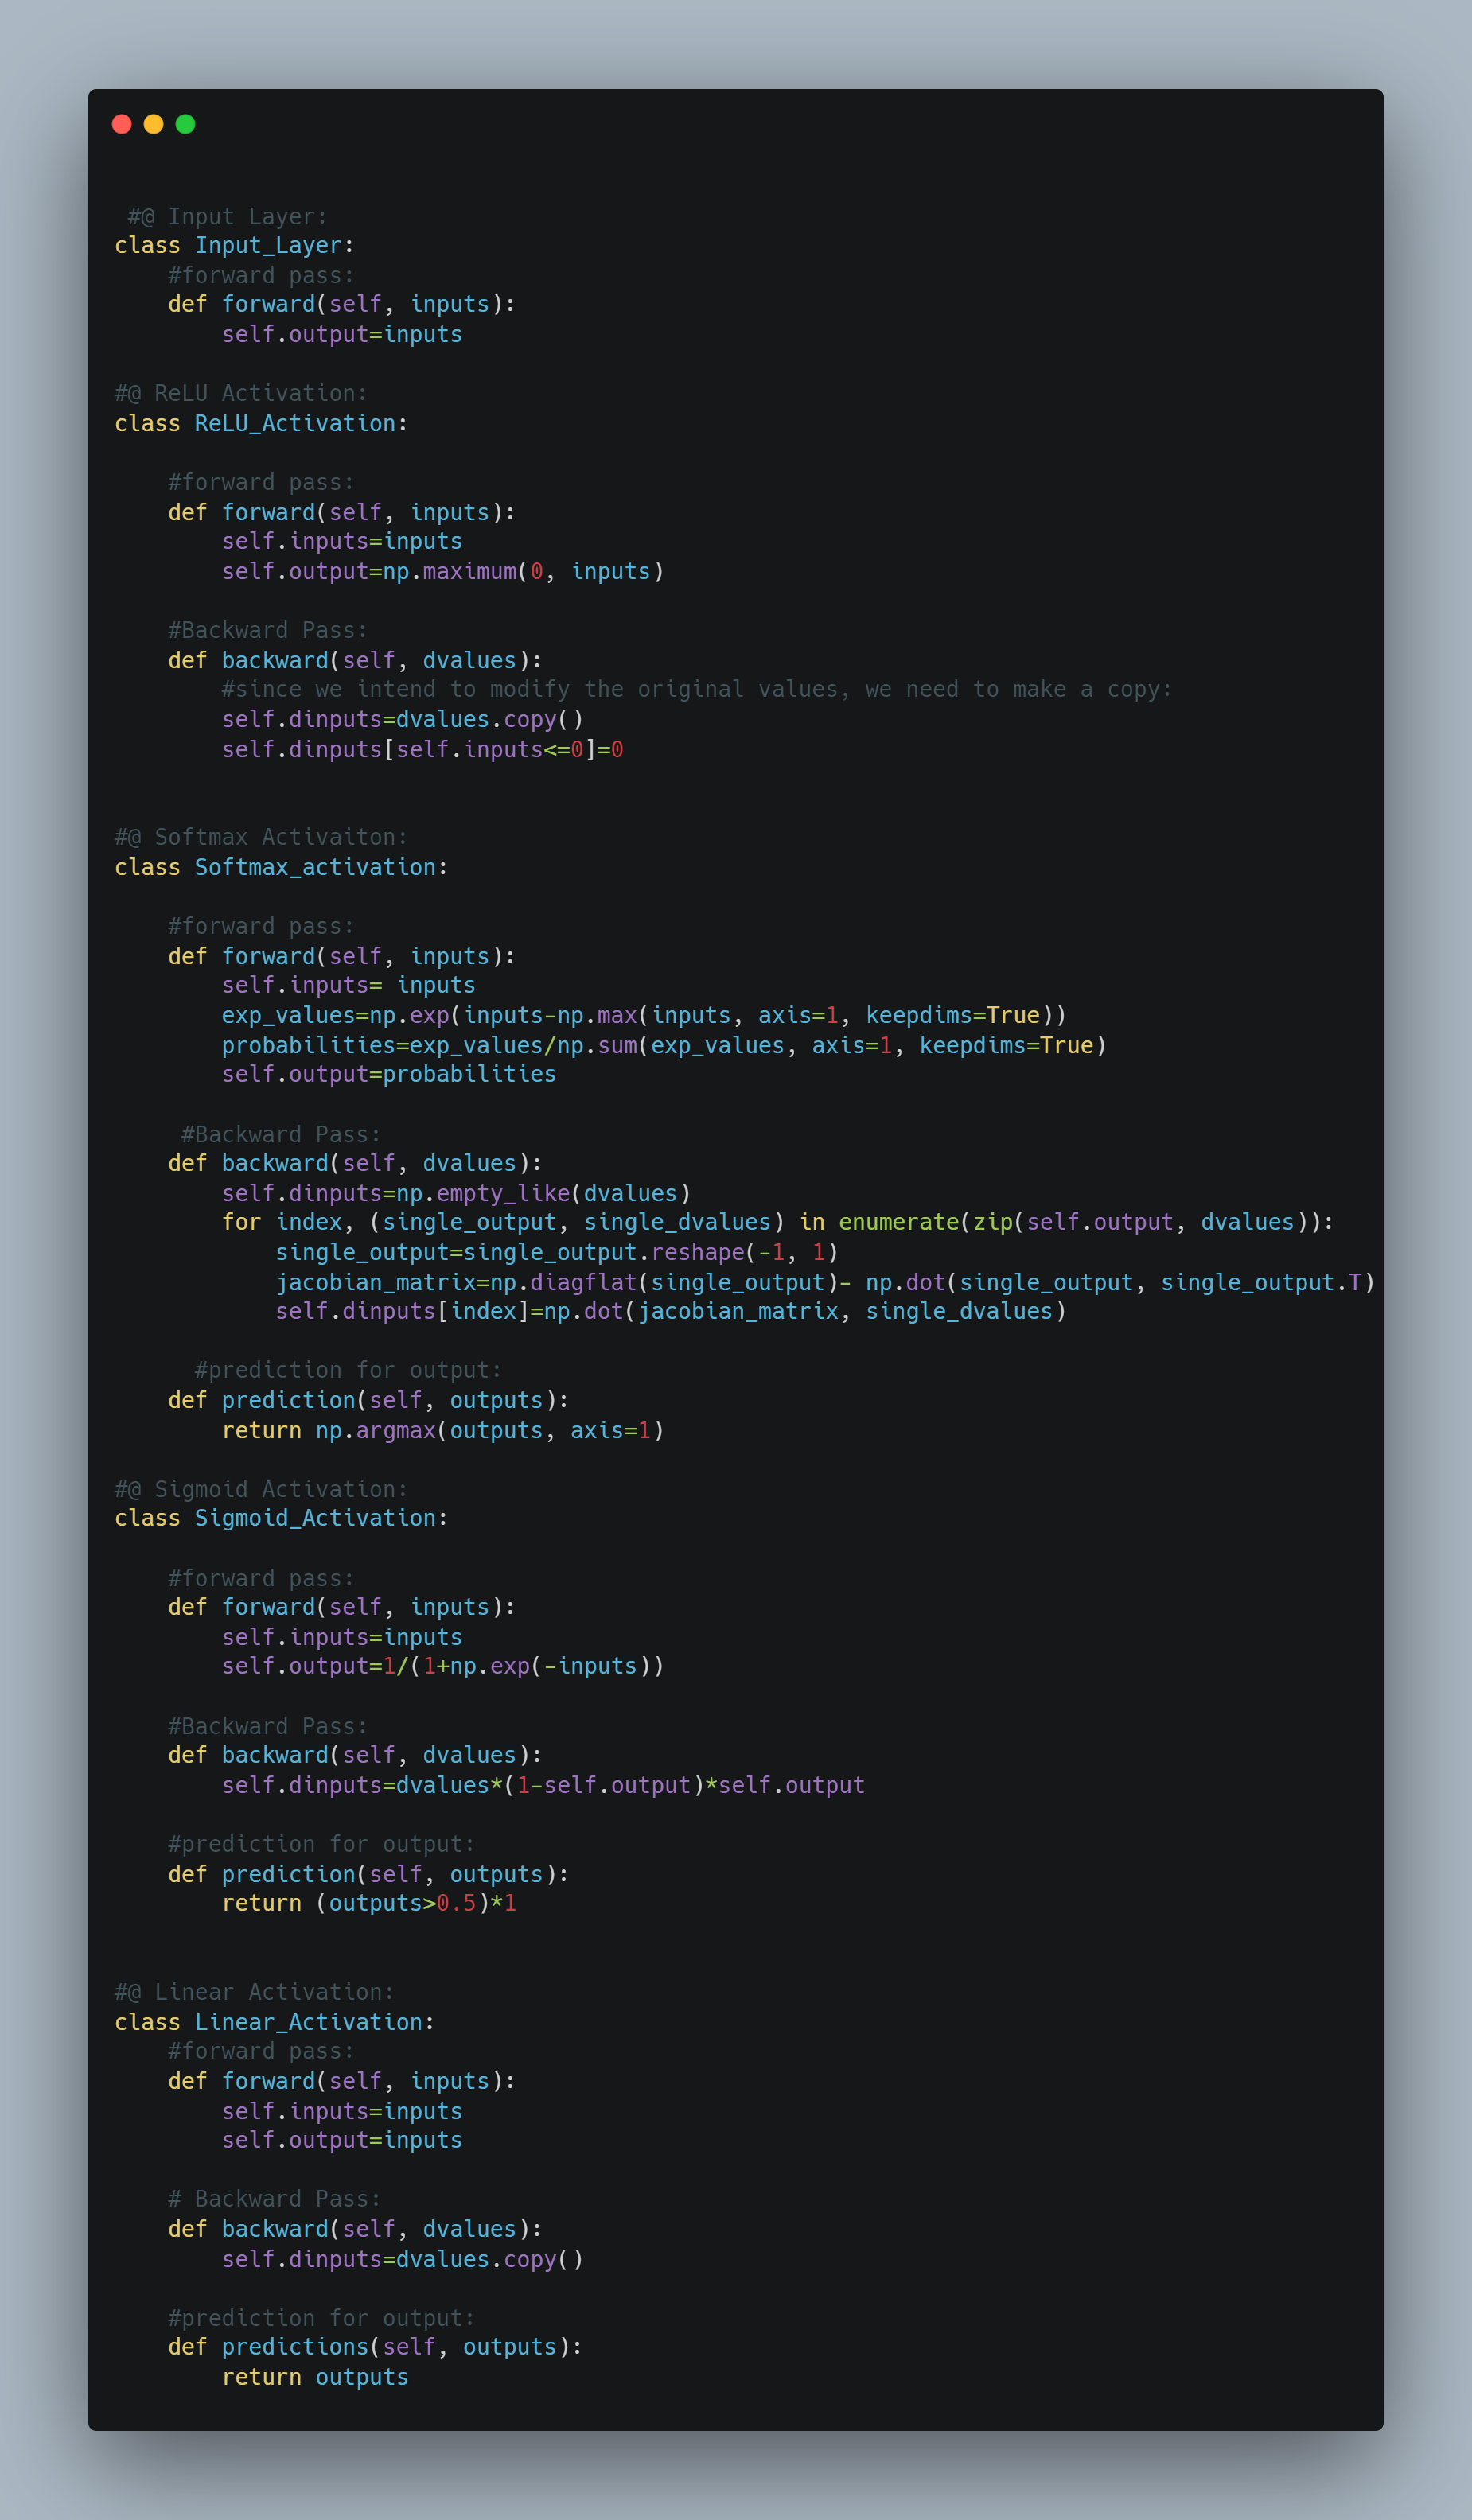 #@ Input Layer:
class Input_Layer:
    #forward pass:
    def forward(self, inputs):
        self.output=inputs

#@ ReLU Activation:
class ReLU_Activation:

    #forward pass:
    def forward(self, inputs):
        self.inputs=inputs
        self.output=np.maximum(0, inputs)

    #Backward Pass:
    def backward(self, dvalues):
        #since we intend to modify the original values, we need to make a copy:
        self.dinputs=dvalues.copy()
        self.dinputs[self.inputs<=0]=0


#@ Softmax Activaiton:
class Softmax_activation:

    #forward pass:
    def forward(self, inputs):
        self.inputs= inputs
        exp_values=np.exp(inputs-np.max(inputs, axis=1, keepdims=True))
        probabilities=exp_values/np.sum(exp_values, axis=1, keepdims=True)
        self.output=probabilities

     #Backward Pass:
    def backward(self, dvalues):
        self.dinputs=np.empty_like(dvalues)
        for index, (single_output, single_dvalues) in enumerate(zip(self.output, dvalues)):
            single_output=single_output.reshape(-1, 1)
            jacobian_matrix=np.diagflat(single_output)- np.dot(single_output, single_output.T)
            self.dinputs[index]=np.dot(jacobian_matrix, single_dvalues)

      #prediction for output:
    def prediction(self, outputs):
        return np.argmax(outputs, axis=1)

#@ Sigmoid Activation:
class Sigmoid_Activation:

    #forward pass:
    def forward(self, inputs):
        self.inputs=inputs
        self.output=1/(1+np.exp(-inputs))

    #Backward Pass:
    def backward(self, dvalues):
        self.dinputs=dvalues*(1-self.output)*self.output

    #prediction for output:
    def prediction(self, outputs):
        return (outputs>0.5)*1


#@ Linear Activation:
class Linear_Activation:
    #forward pass:
    def forward(self, inputs):
        self.inputs=inputs
        self.output=inputs

    # Backward Pass:
    def backward(self, dvalues):
        self.dinputs=dvalues.copy()

    #prediction for output:
    def predictions(self, outputs):
        return outputs